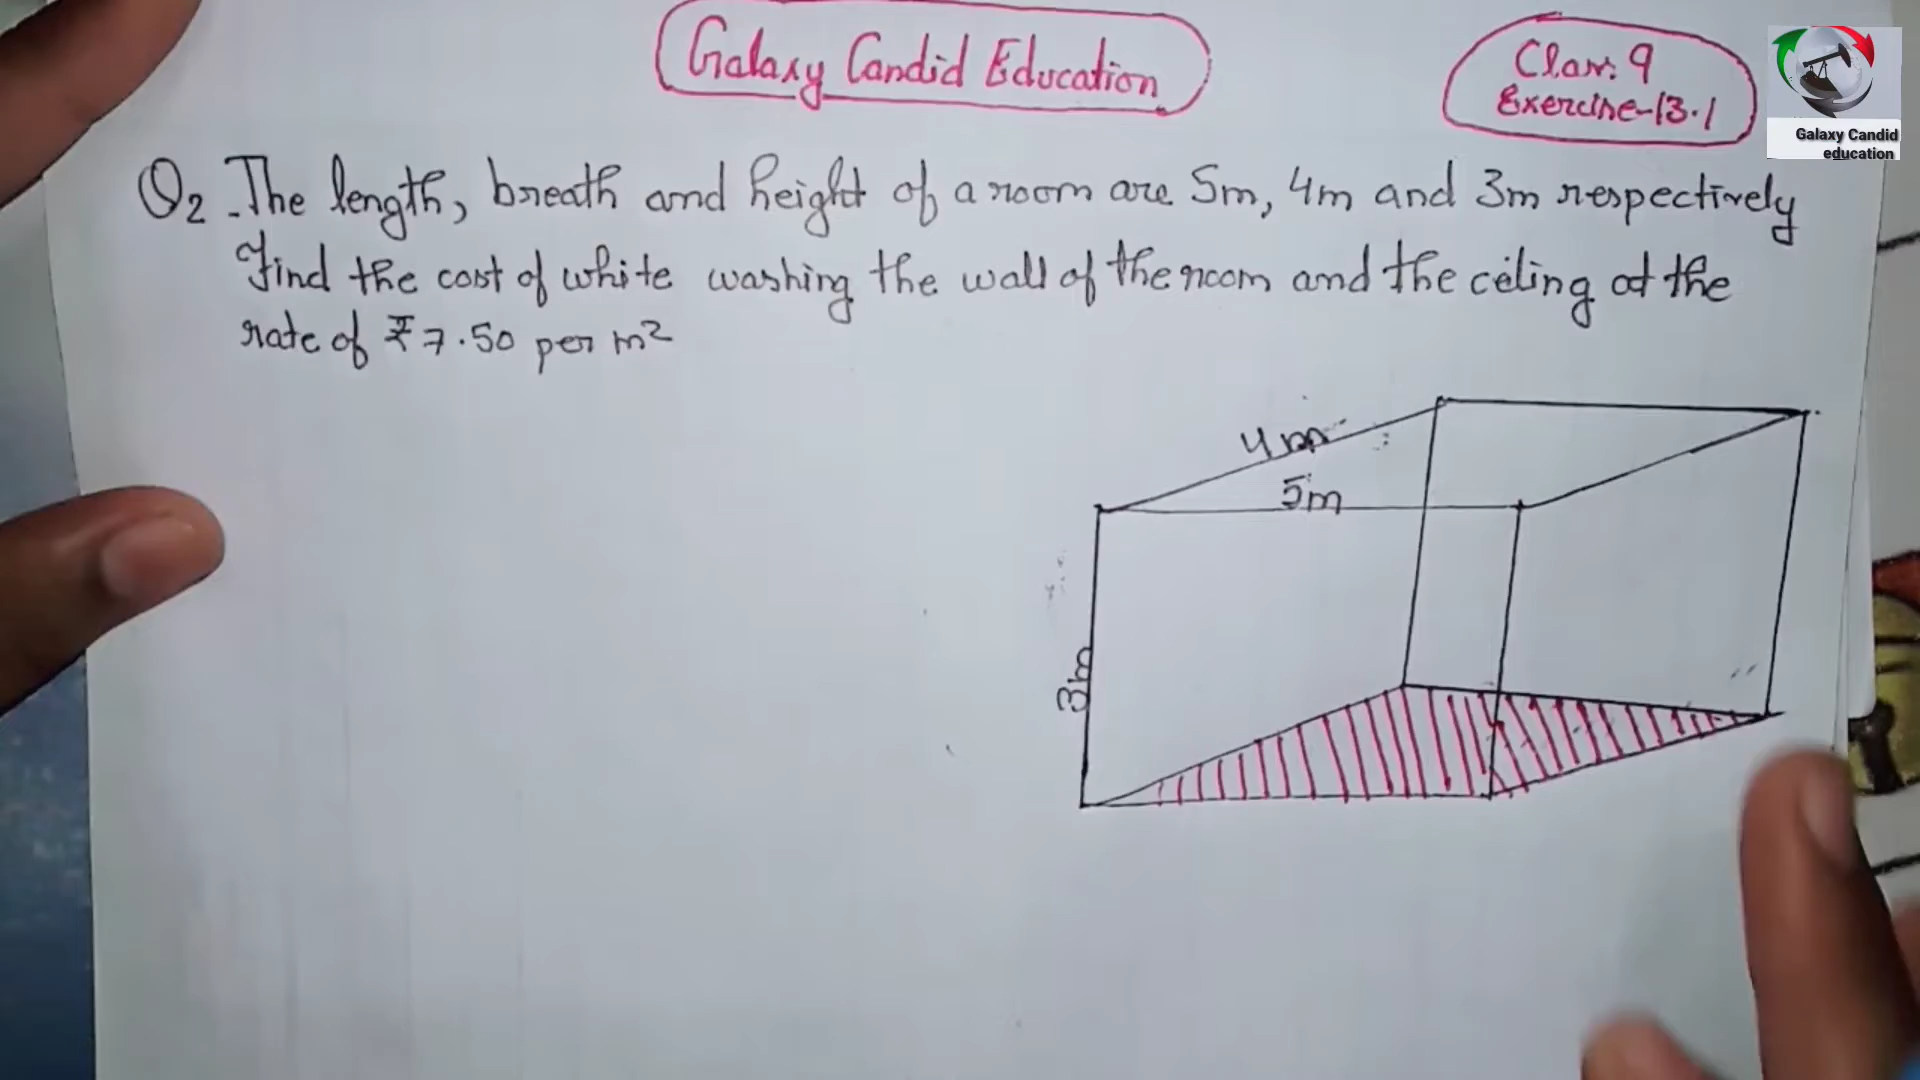 Galaxy Candid Education
Class 9
Exercise-13.1
Galaxy Candid
education
Q2. The length, breath and height of a room are 5m, 4m and 3m respectively
Find the cost of white washing the wall of the room and the céling at the
rate of ₹7.50 per m²
4m
5m
3m